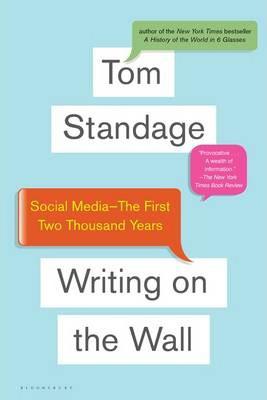 author of the New York Times bestseller
A History of the World in 6 Glasses
Tom
Standage
"Provocative . . .
A wealth of
information."
—The New York
Times Book Review
Social Media—The First
Two Thousand Years
Writing on
the Wall
BLOOMSBURY